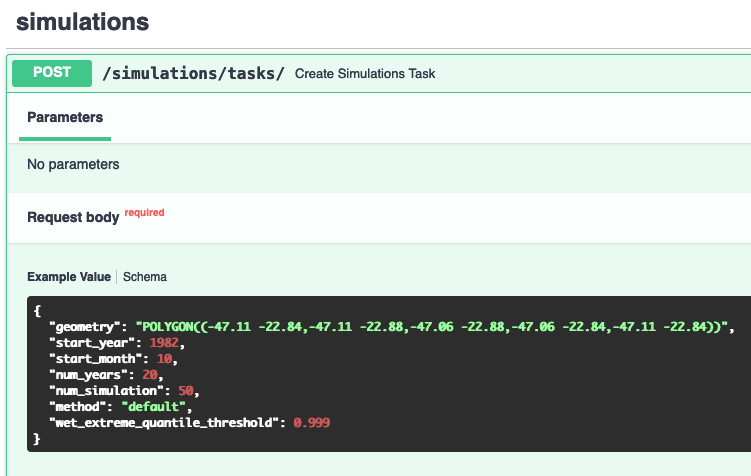 simulations
POST /simulations/tasks/ Create Simulations Task
Parameters
No parameters
Request body required
Example Value Schema
{
"geometry": "POLYGON((-47.11 -22.84,-47.11 -22.88,-47.06 -22.88,-47.06 -22.84,-47.11 -22.84))",
"start_year": 1982,
"start_month": 10,
"num_years": 20,
"num_simulation": 50,
"method": "default",
"wet_extreme_quantile_threshold": 0.999
}